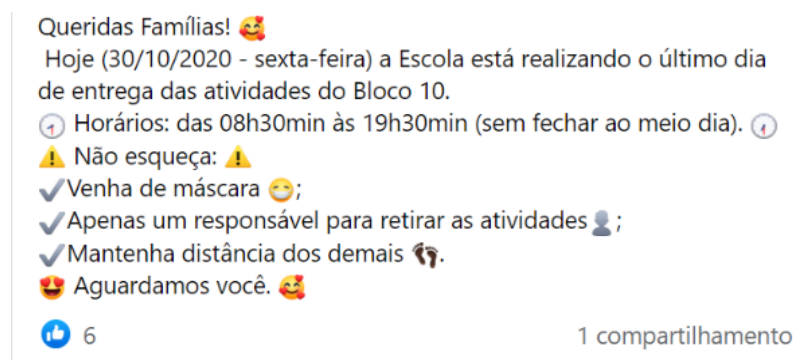 Queridas Famílias! 🥰
Hoje (30/10/2020 - sexta-feira) a Escola está realizando o último dia
de entrega das atividades do Bloco 10.
🕢 Horários: das 08h30min às 19h30min (sem fechar ao meio dia). 🕢
⚠️ Não esqueça: ⚠️
✔️Venha de máscara 😷;
✔️Apenas um responsável para retirar as atividades👤;
✔️Mantenha distância dos demais 👣.
😍 Aguardamos você. 🥰
👍 6 1 compartilhamento